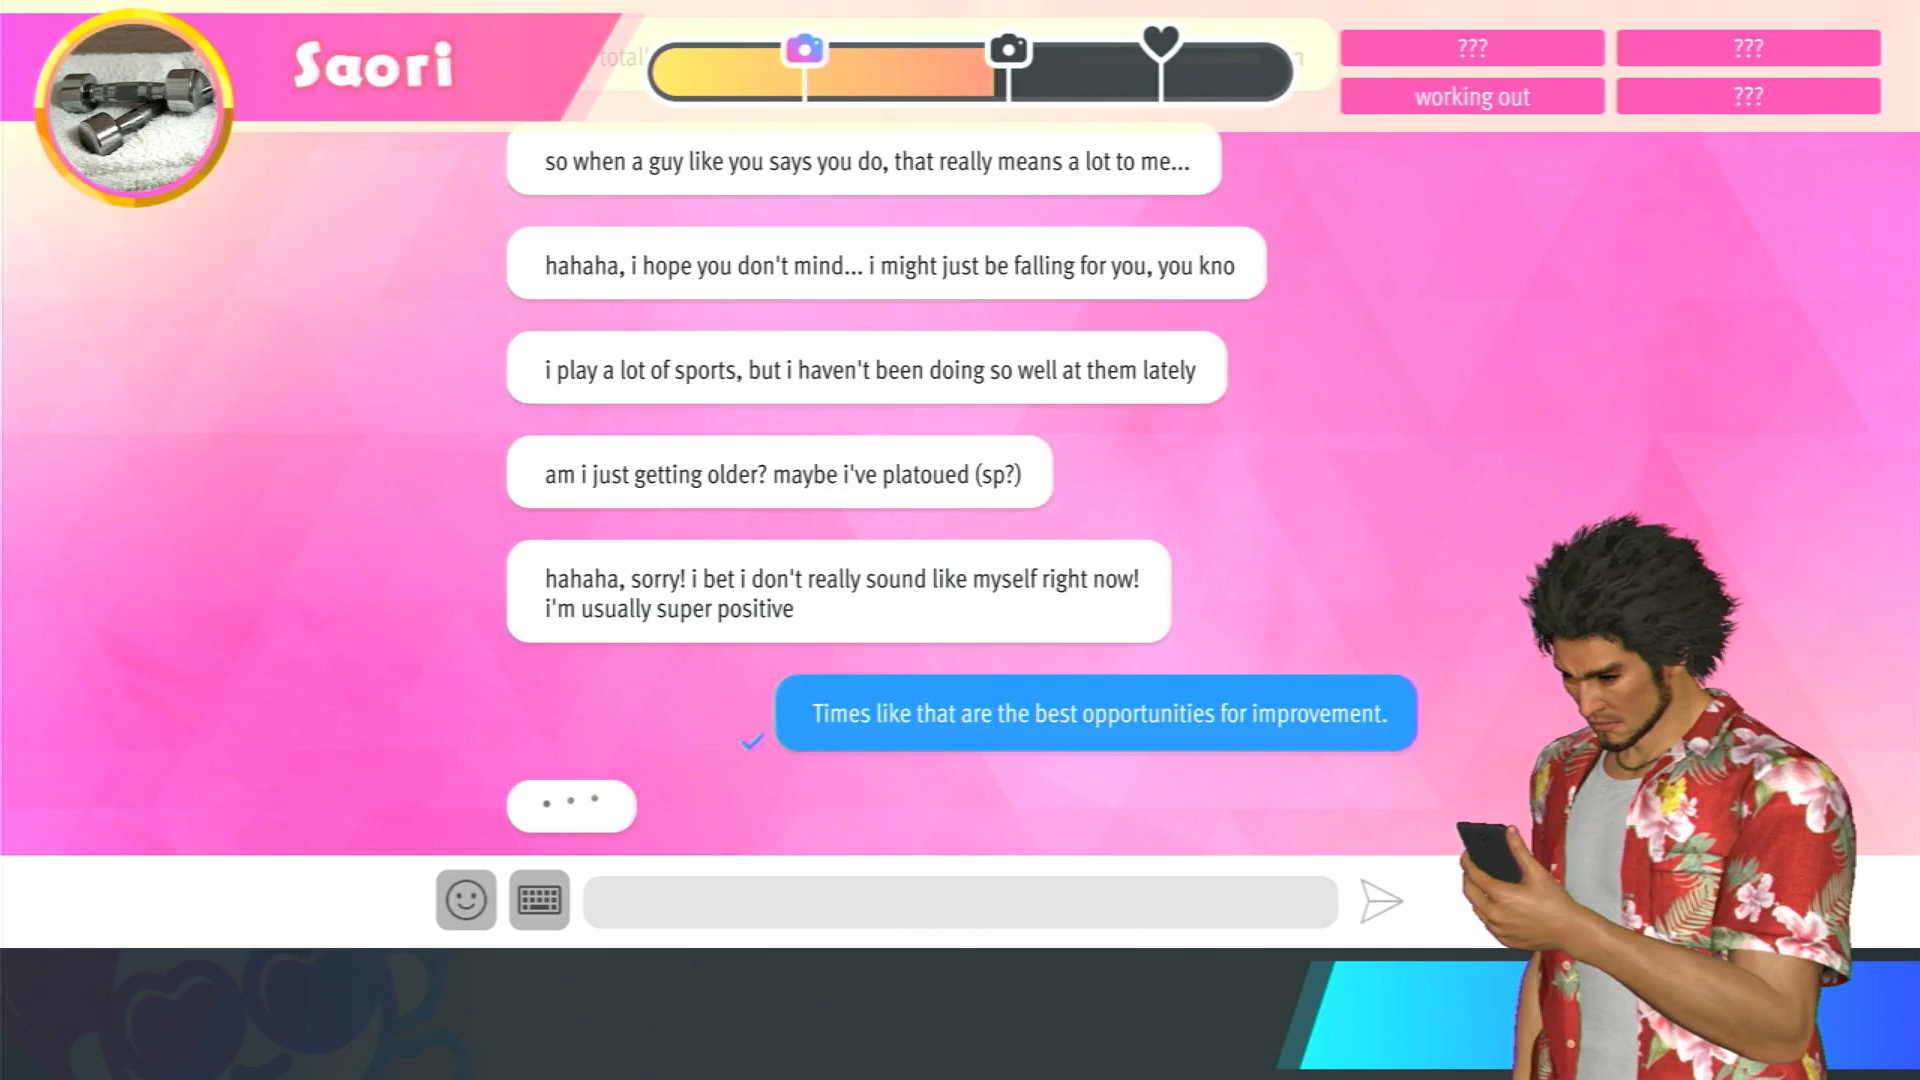 Saori
total'
???
???
working out
???
so when a guy like you says you do, that really means a lot to me...
hahaha, i hope you don't mind... i might just be falling for you, you kno
i play a lot of sports, but i haven't been doing so well at them lately
am i just getting older? maybe i've platoued (sp?)
hahaha, sorry! i bet i don't really sound like myself right now!
i'm usually super positive
Times like that are the best opportunities for improvement.